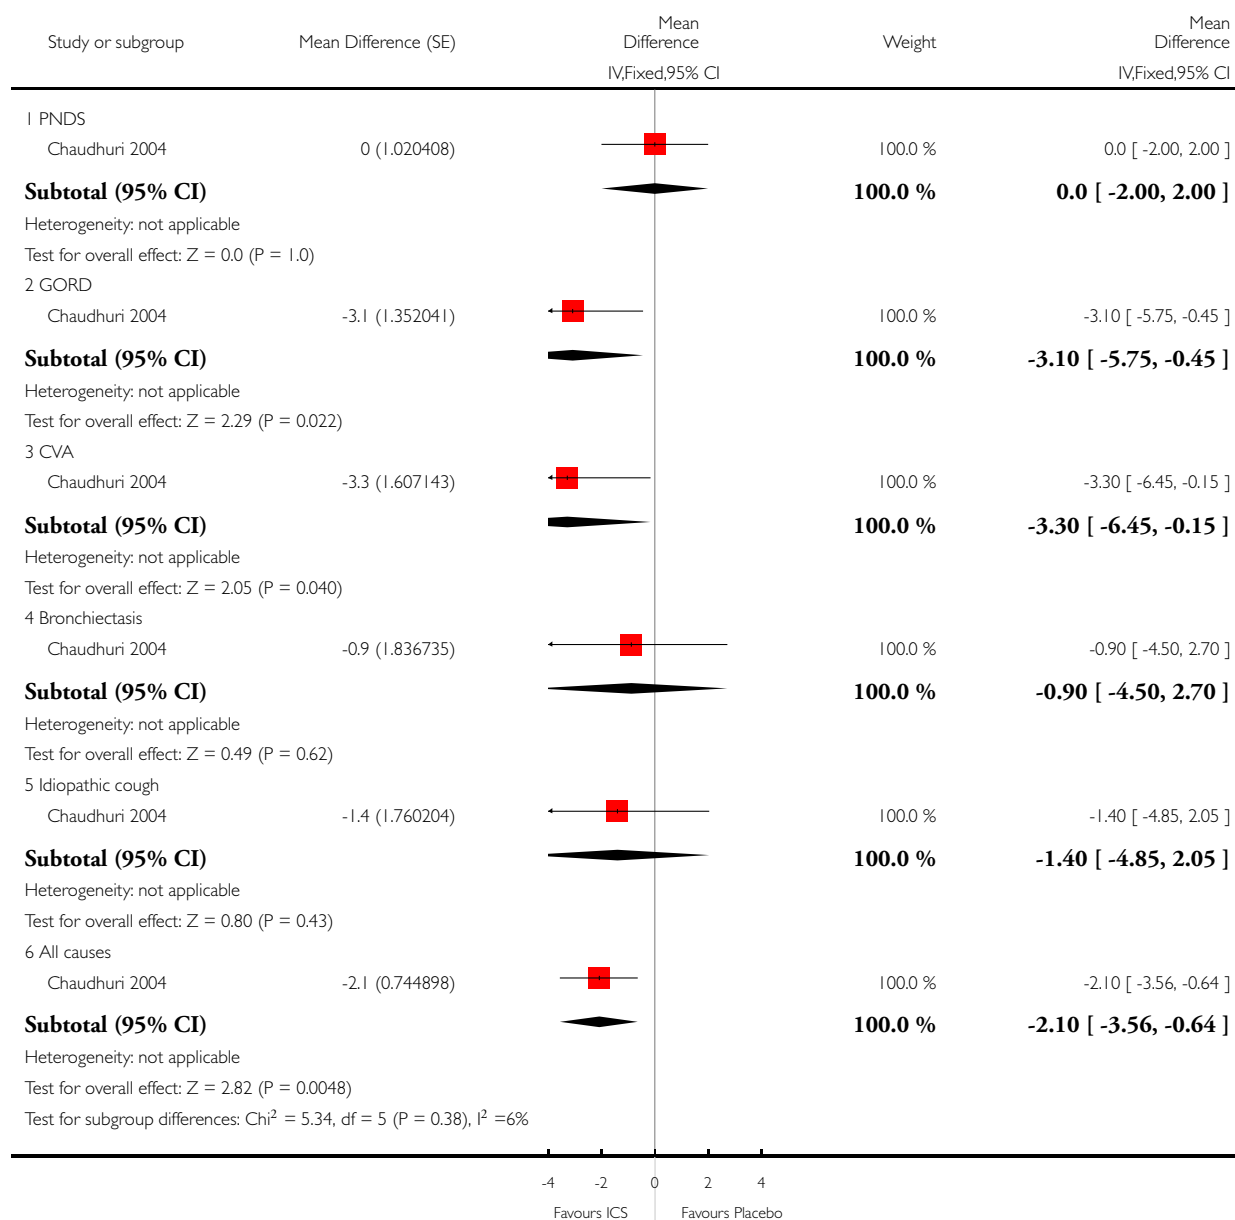 Study or subgroup Mean Difference (SE) Mean Difference Weight Mean Difference
IV,Fixed,95% CI IV,Fixed,95% CI
1 PNDS
Chaudhuri 2004 0 (1.020408) 100.0 % 0.0 [ -2.00, 2.00 ]
Subtotal (95% CI) 100.0 % 0.0 [ -2.00, 2.00 ]
Heterogeneity: not applicable
Test for overall effect: Z = 0.0 (P = 1.0)
2 GORD
Chaudhuri 2004 -3.1 (1.352041) 100.0 % -3.10 [ -5.75, -0.45 ]
Subtotal (95% CI) 100.0 % -3.10 [ -5.75, -0.45 ]
Heterogeneity: not applicable
Test for overall effect: Z = 2.29 (P = 0.022)
3 CVA
Chaudhuri 2004 -3.3 (1.607143) 100.0 % -3.30 [ -6.45, -0.15 ]
Subtotal (95% CI) 100.0 % -3.30 [ -6.45, -0.15 ]
Heterogeneity: not applicable
Test for overall effect: Z = 2.05 (P = 0.040)
4 Bronchiectasis
Chaudhuri 2004 -0.9 (1.836735) 100.0 % -0.90 [ -4.50, 2.70 ]
Subtotal (95% CI) 100.0 % -0.90 [ -4.50, 2.70 ]
Heterogeneity: not applicable
Test for overall effect: Z = 0.49 (P = 0.62)
5 Idiopathic cough
Chaudhuri 2004 -1.4 (1.760204) 100.0 % -1.40 [ -4.85, 2.05 ]
Subtotal (95% CI) 100.0 % -1.40 [ -4.85, 2.05 ]
Heterogeneity: not applicable
Test for overall effect: Z = 0.80 (P = 0.43)
6 All causes
Chaudhuri 2004 -2.1 (0.744898) 100.0 % -2.10 [ -3.56, -0.64 ]
Subtotal (95% CI) 100.0 % -2.10 [ -3.56, -0.64 ]
Heterogeneity: not applicable
Test for overall effect: Z = 2.82 (P = 0.0048)
Test for subgroup differences: Chi² = 5.34, df = 5 (P = 0.38), I² =6%
-4 -2 0 2 4
Favours ICS Favours Placebo